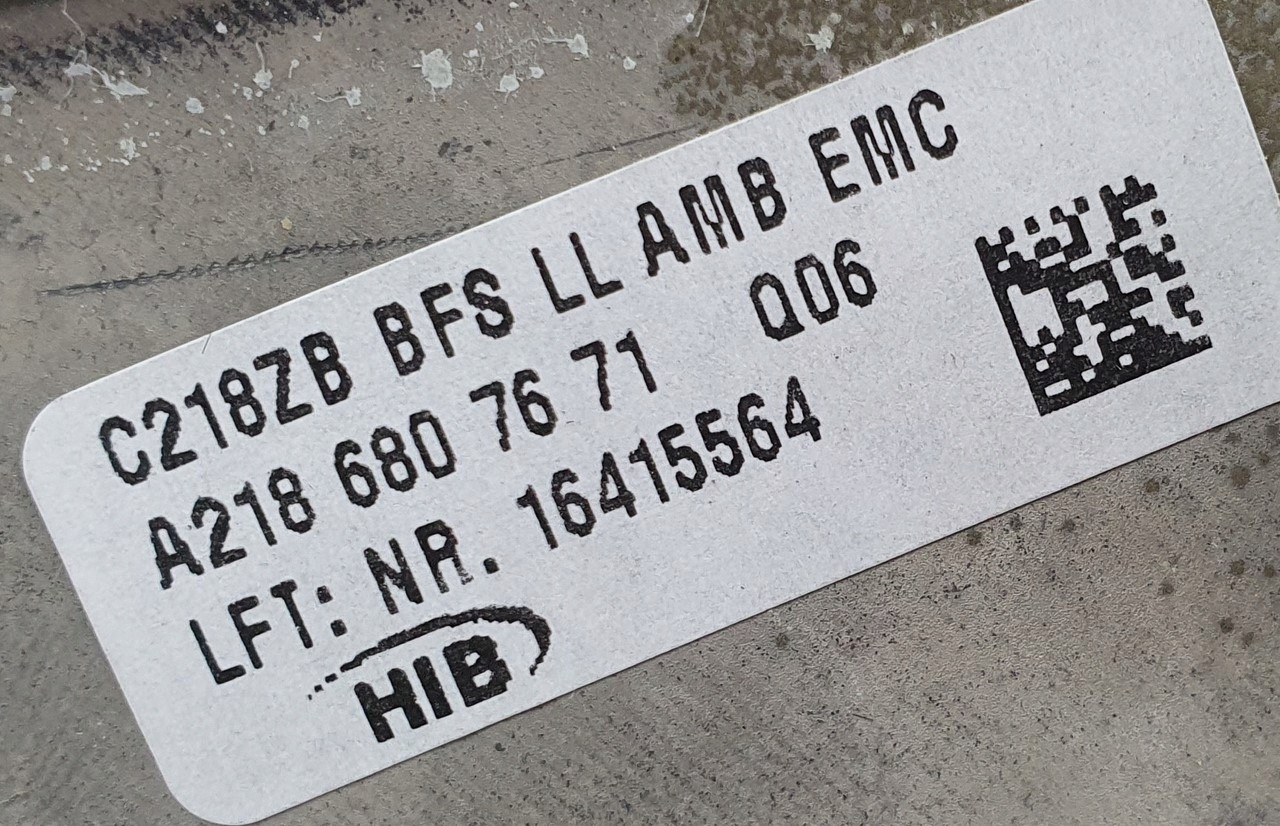 C218ZB BFS LL AMB EMC
A218 680 76 71 Q06
LFT: NR. 16415564
HIB